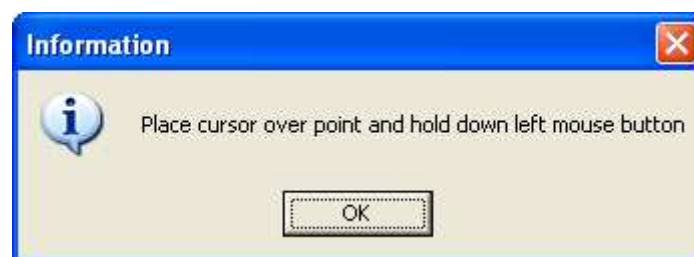 Information
Place cursor over point and hold down left mouse button
OK